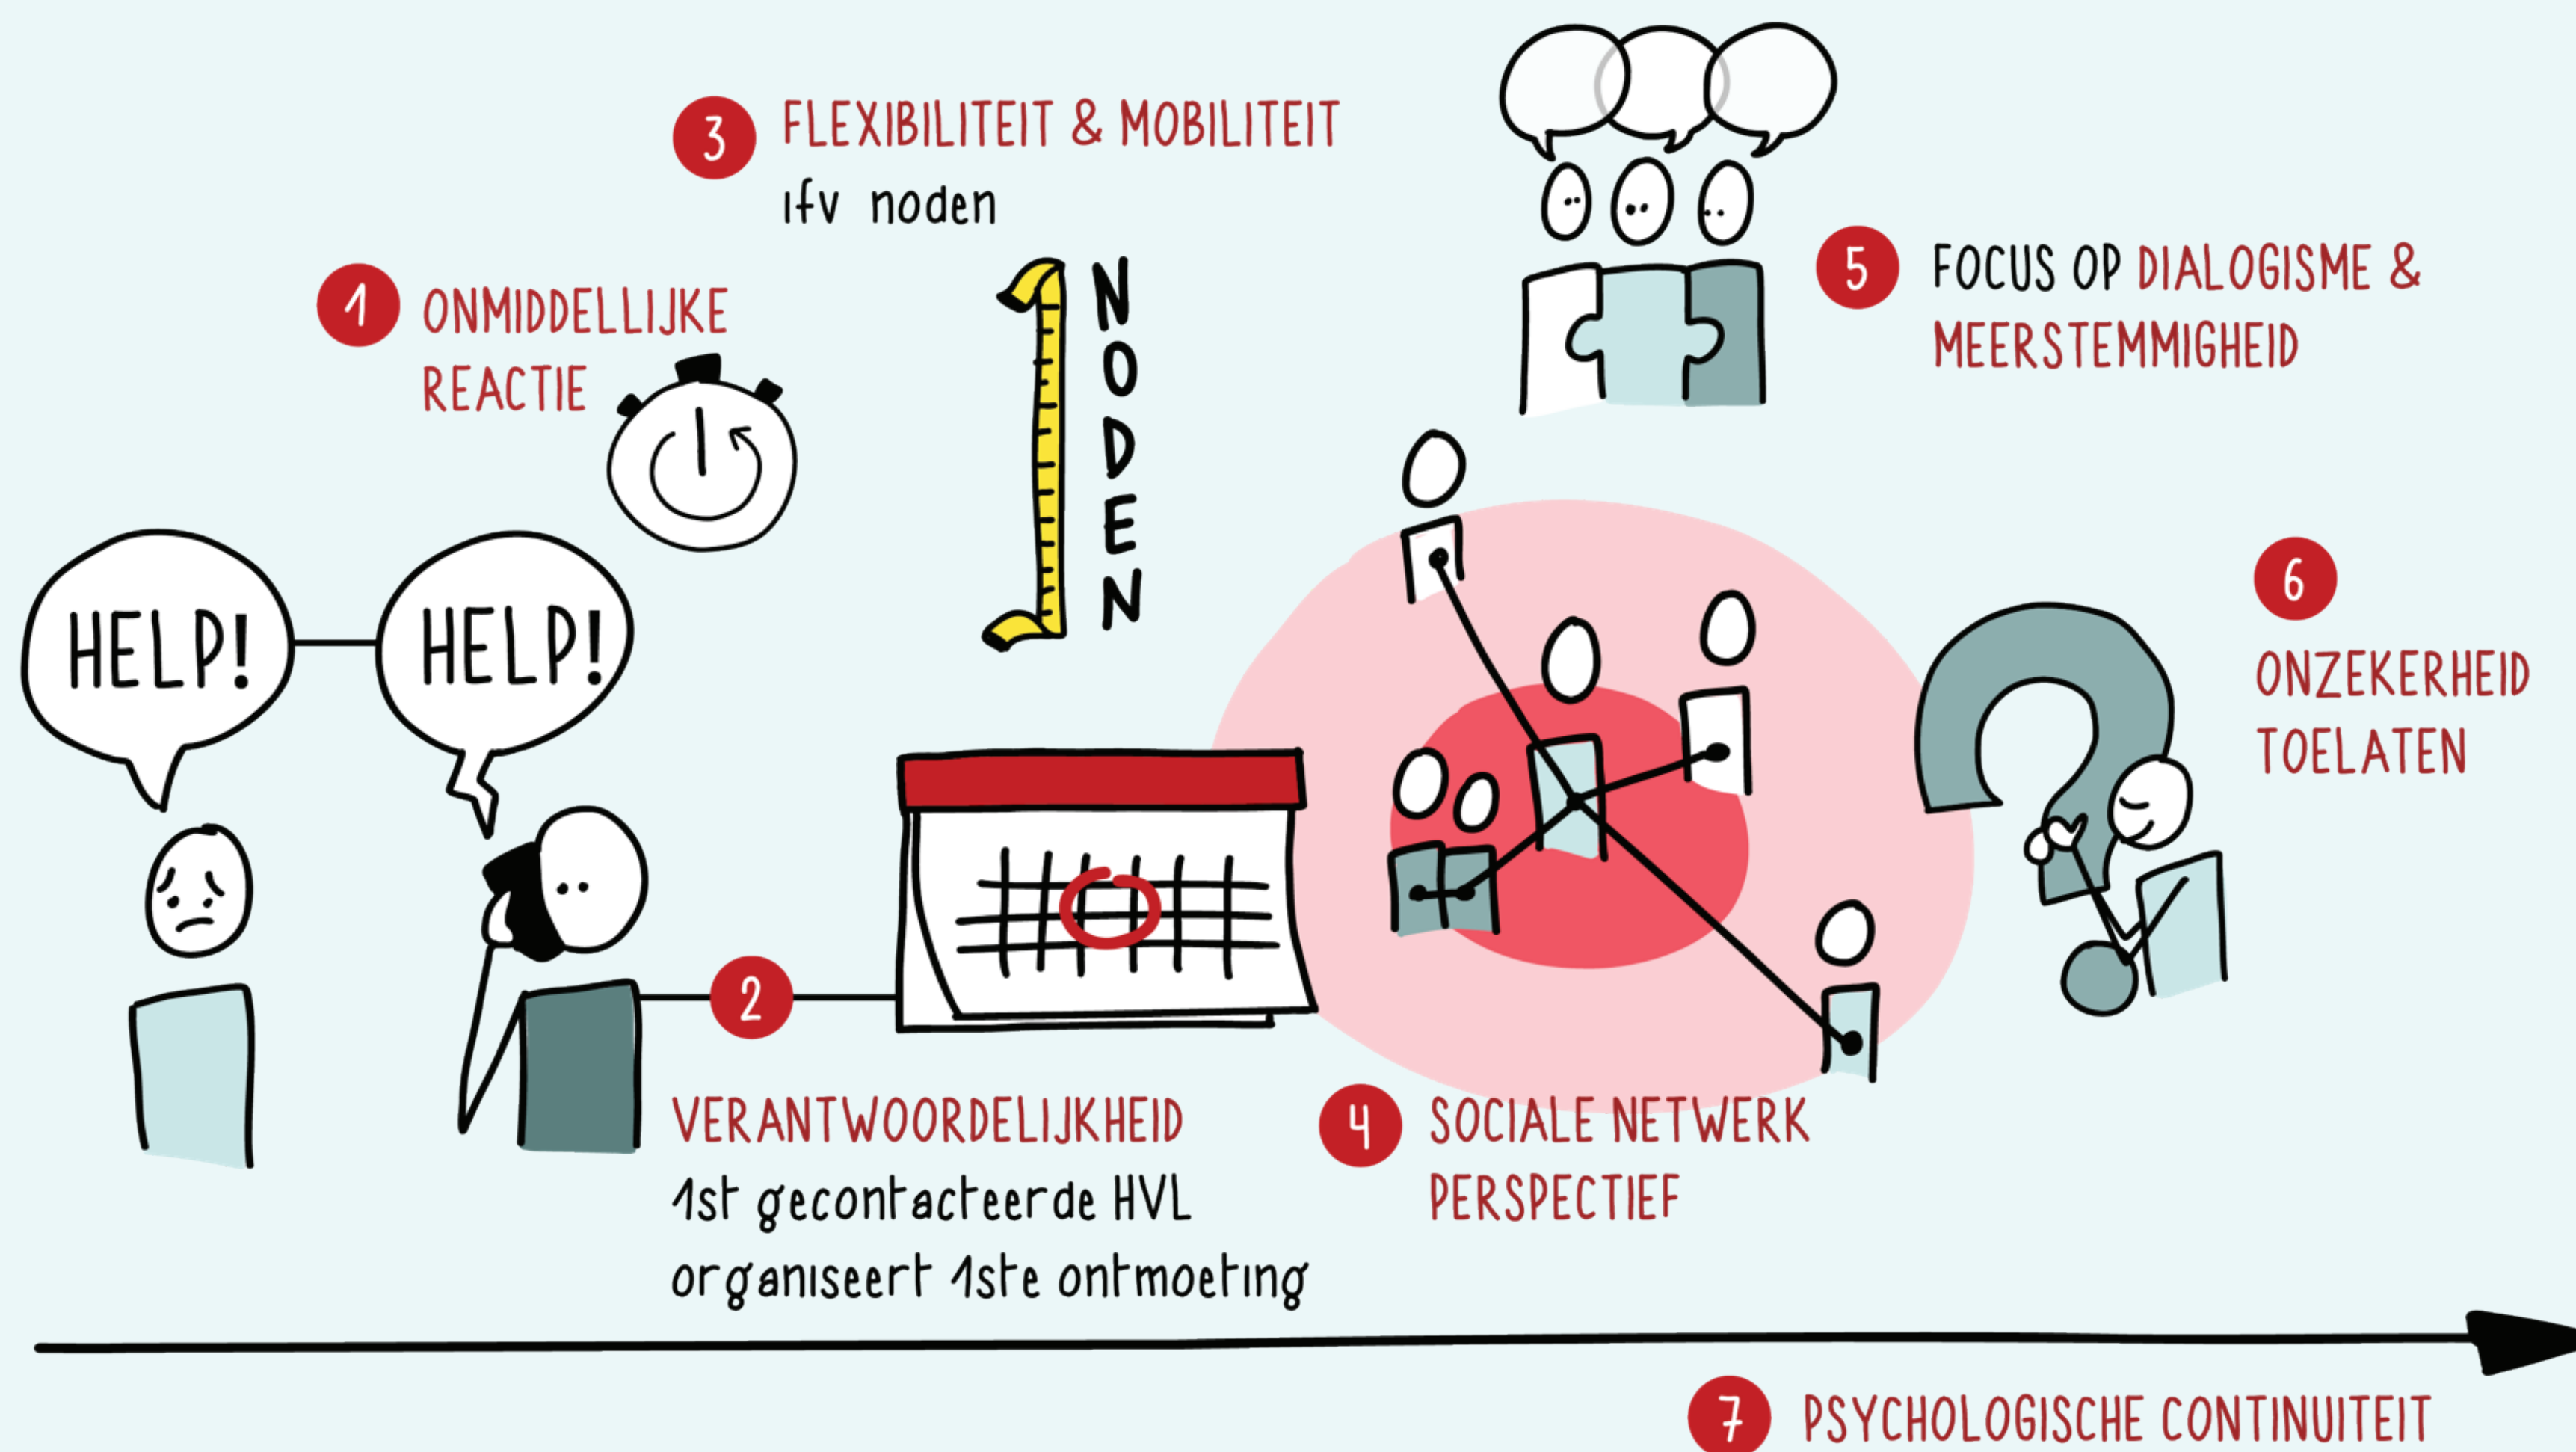 1
ONMIDDELLIJKE
REACTIE
HELP!
HELP!
2
VERANTWOORDELIJKHEID
1st gecontacteerde HVL
organiseert 1ste ontmoeting
3
FLEXIBILITEIT & MOBILITEIT
ifv noden
NODEN
4
SOCIALE NETWERK
PERSPECTIEF
5
FOCUS OP DIALOGISME &
MEERSTEMMIGHEID
6
ONZEKERHEID
TOELATEN
7
PSYCHOLOGISCHE CONTINUITEIT